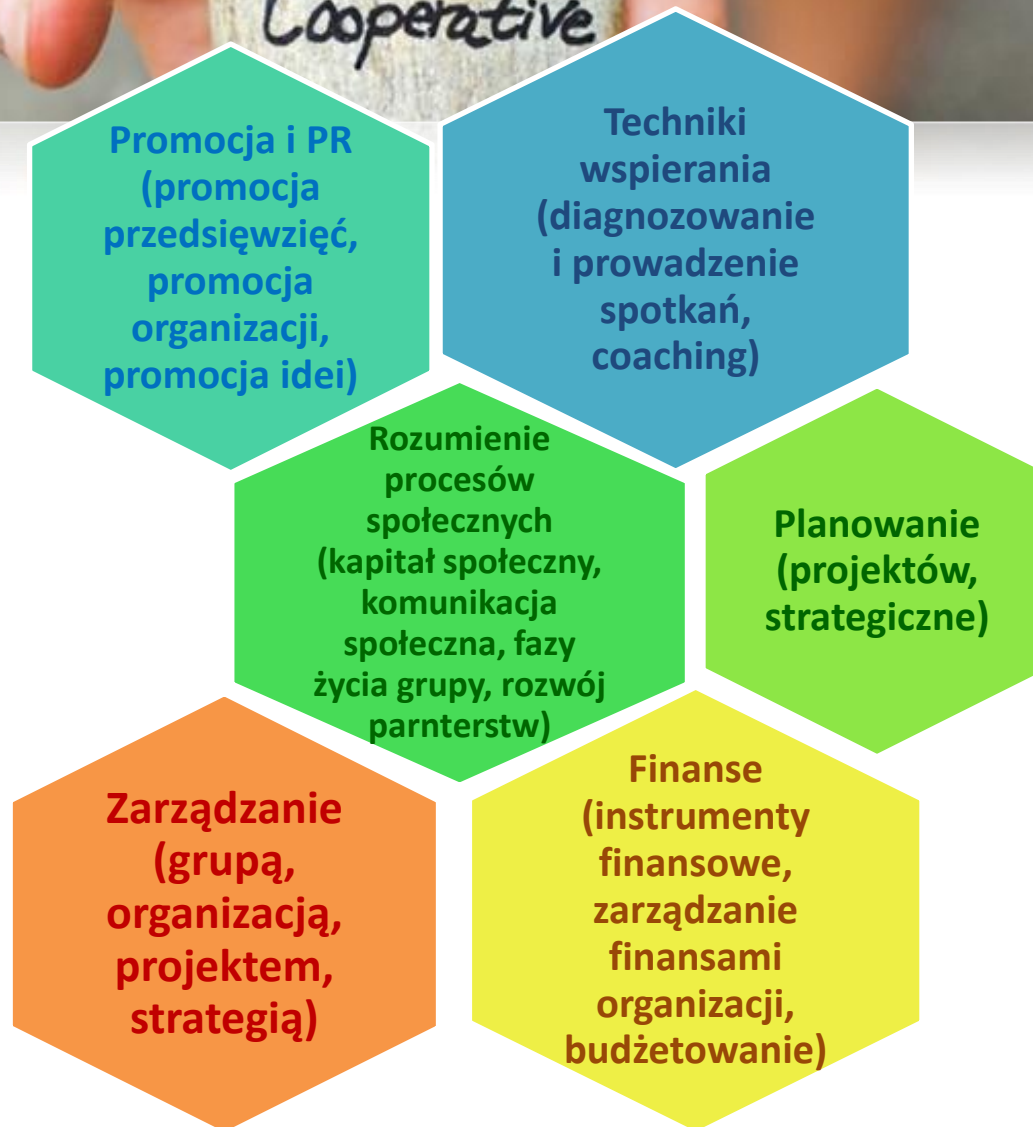 Cooperative
Promocja i PR
(promocja
przedsięwzięć,
promocja
organizacji,
promocja idei)
Techniki
wspierania
(diagnozowanie
i prowadzenie
spotkań,
coaching)
Rozumienie
procesów
społecznych
(kapitał społeczny,
komunikacja
społeczna, fazy
życia grupy, rozwój
parnterstw)
Planowanie
(projektów,
strategiczne)
Zarządzanie
(grupą,
organizacją,
projektem,
strategią)
Finanse
(instrumenty
finansowe,
zarządzanie
finansami
organizacji,
budżetowanie)